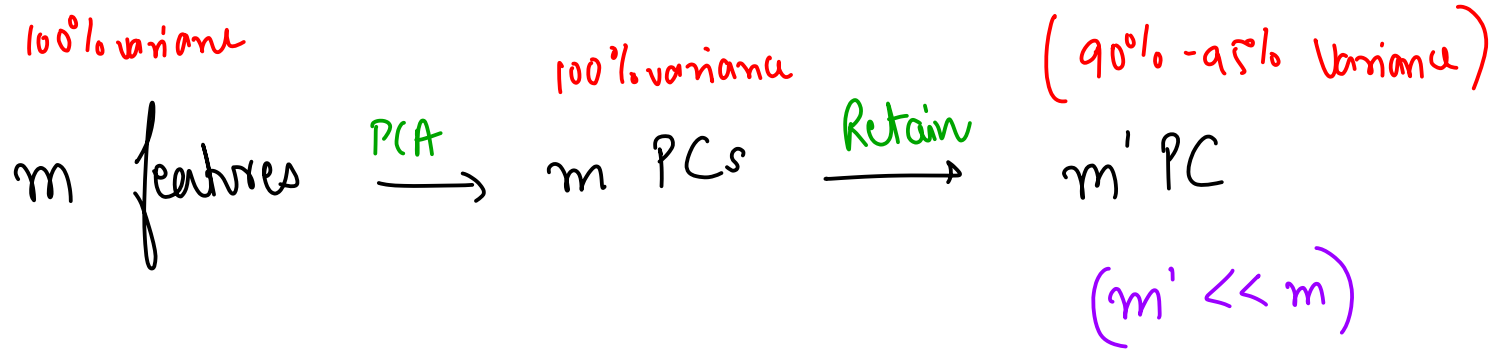 100% variance
100% variance
(90% - 95% Variance)
PCA
Retain
m features → m PCs → m' PC
(m' << m)